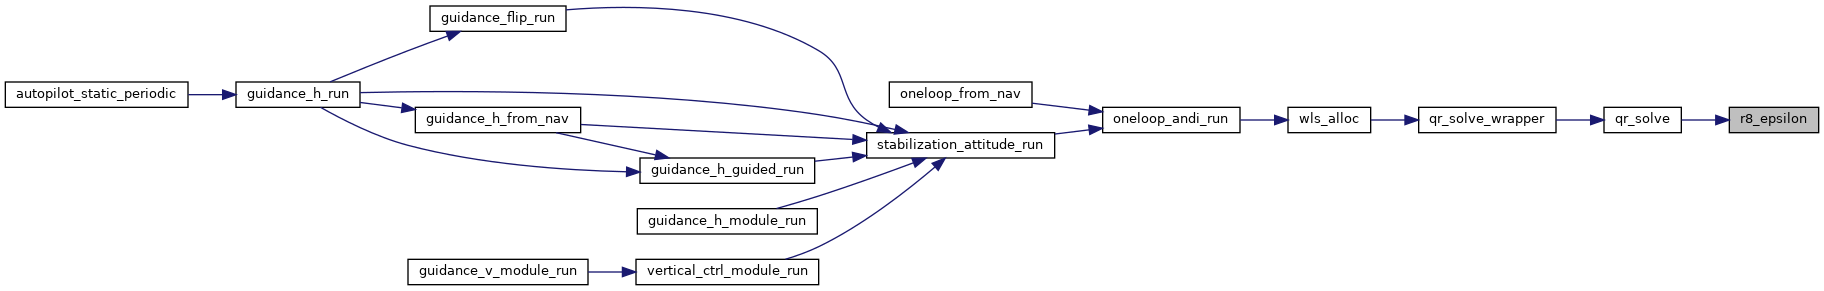 guidance_flip_run
autopilot_static_periodic
guidance_h_run
oneloop_from_nav
guidance_h_from_nav
oneloop_andi_run
wls_alloc
qr_solve_wrapper
qr_solve
r8_epsilon
stabilization_attitude_run
guidance_h_guided_run
guidance_h_module_run
guidance_v_module_run
vertical_ctrl_module_run